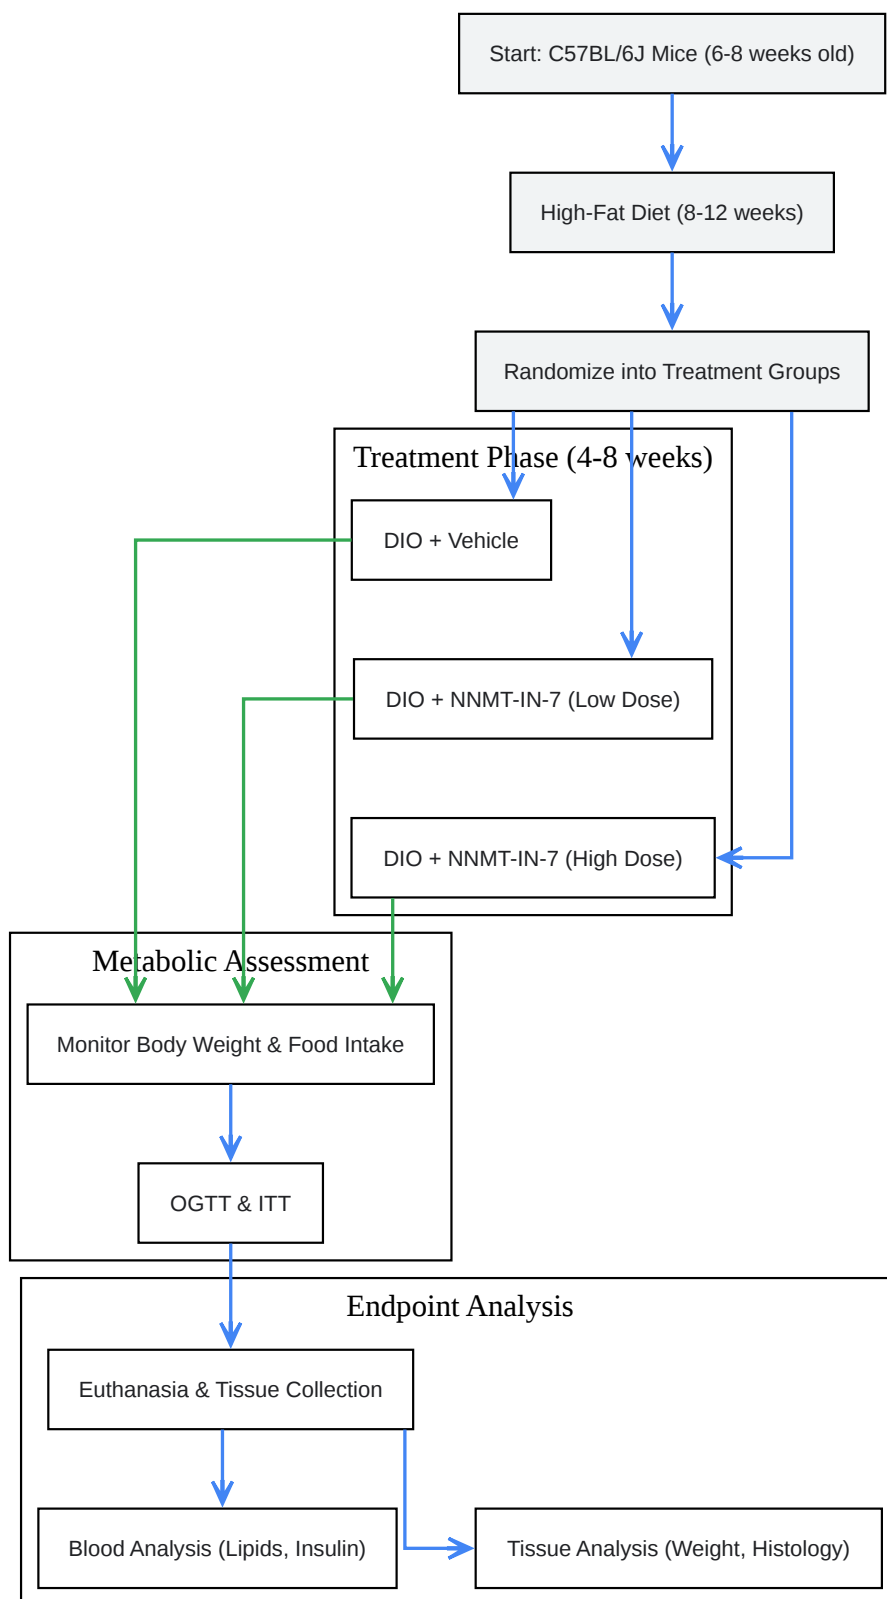 Start: C57BL/6J Mice (6-8 weeks old)
High-Fat Diet (8-12 weeks)
Randomize into Treatment Groups
Treatment Phase (4-8 weeks)
DIO + Vehicle
DIO + NNMT-IN-7 (Low Dose)
DIO + NNMT-IN-7 (High Dose)
Metabolic Assessment
Monitor Body Weight & Food Intake
OGTT & ITT
Endpoint Analysis
Euthanasia & Tissue Collection
Blood Analysis (Lipids, Insulin)
Tissue Analysis (Weight, Histology)